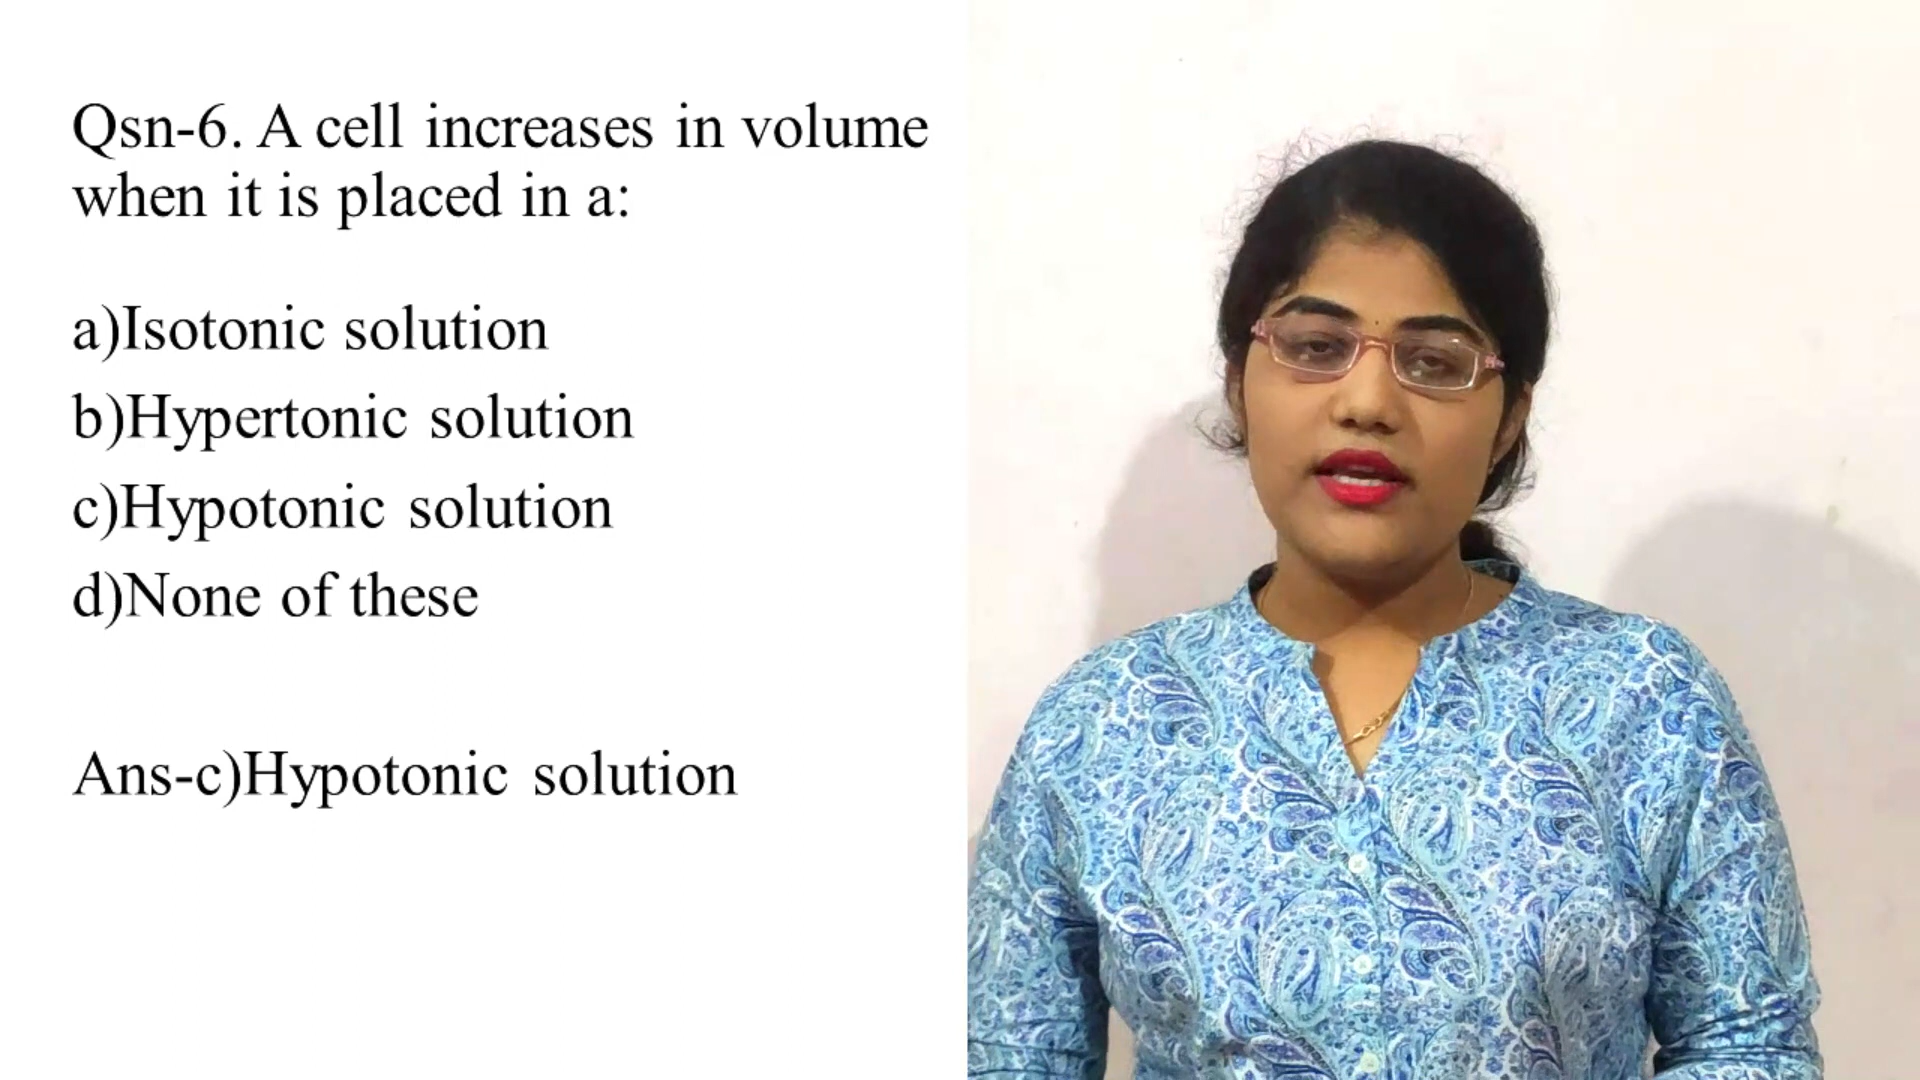 Qsn-6. A cell increases in volume
when it is placed in a:
a)Isotonic solution
b)Hypertonic solution
c)Hypotonic solution
d)None of these
Ans-c)Hypotonic solution